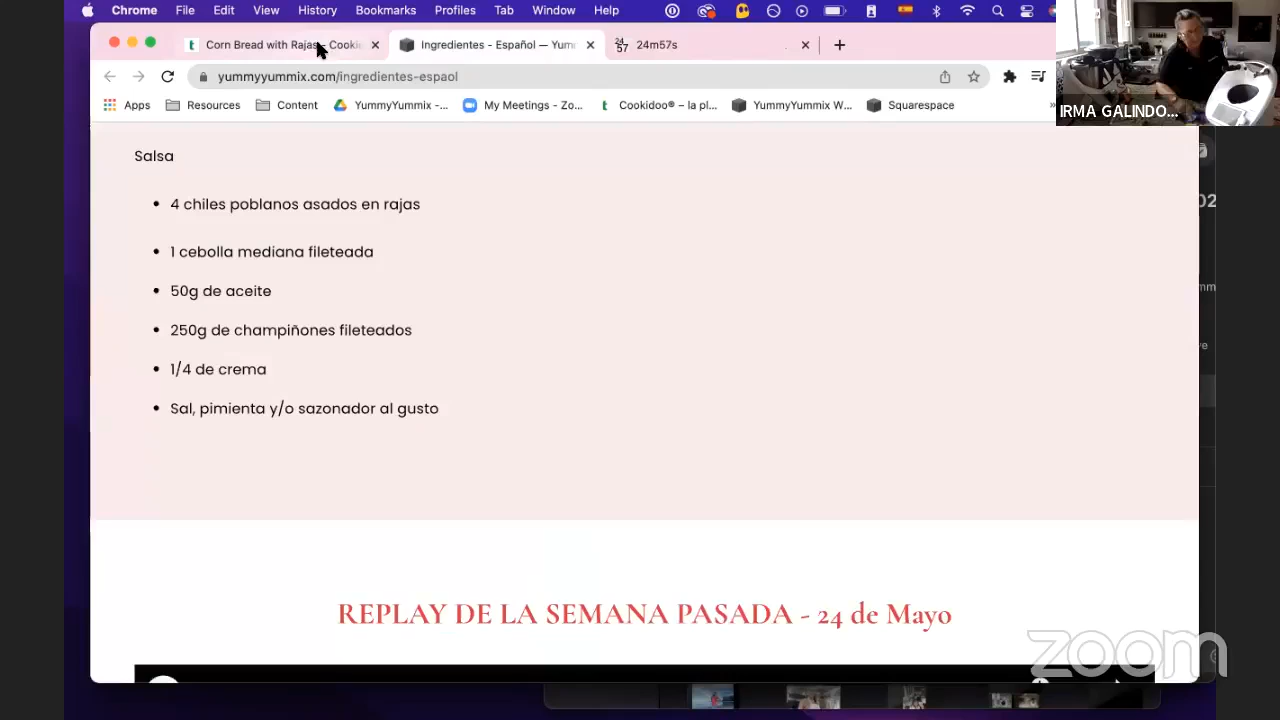 Chrome File Edit View History Bookmarks Profiles Tab Window Help
Corn Bread with Rajas - Cooki
Ingredientes - Español — Yum
24 57 24m57s
yummyyummix.com/ingredientes-espaol
Apps Resources Content YummyYummix -... My Meetings - Zo... Cookidoo® – la pl... YummyYummix W... Squarespace »
IRMA GALINDO...
Salsa
• 4 chiles poblanos asados en rajas
• 1 cebolla mediana fileteada
• 50g de aceite
• 250g de champiñones fileteados
• 1/4 de crema
• Sal, pimienta y/o sazonador al gusto
REPLAY DE LA SEMANA PASADA - 24 de Mayo
zoom